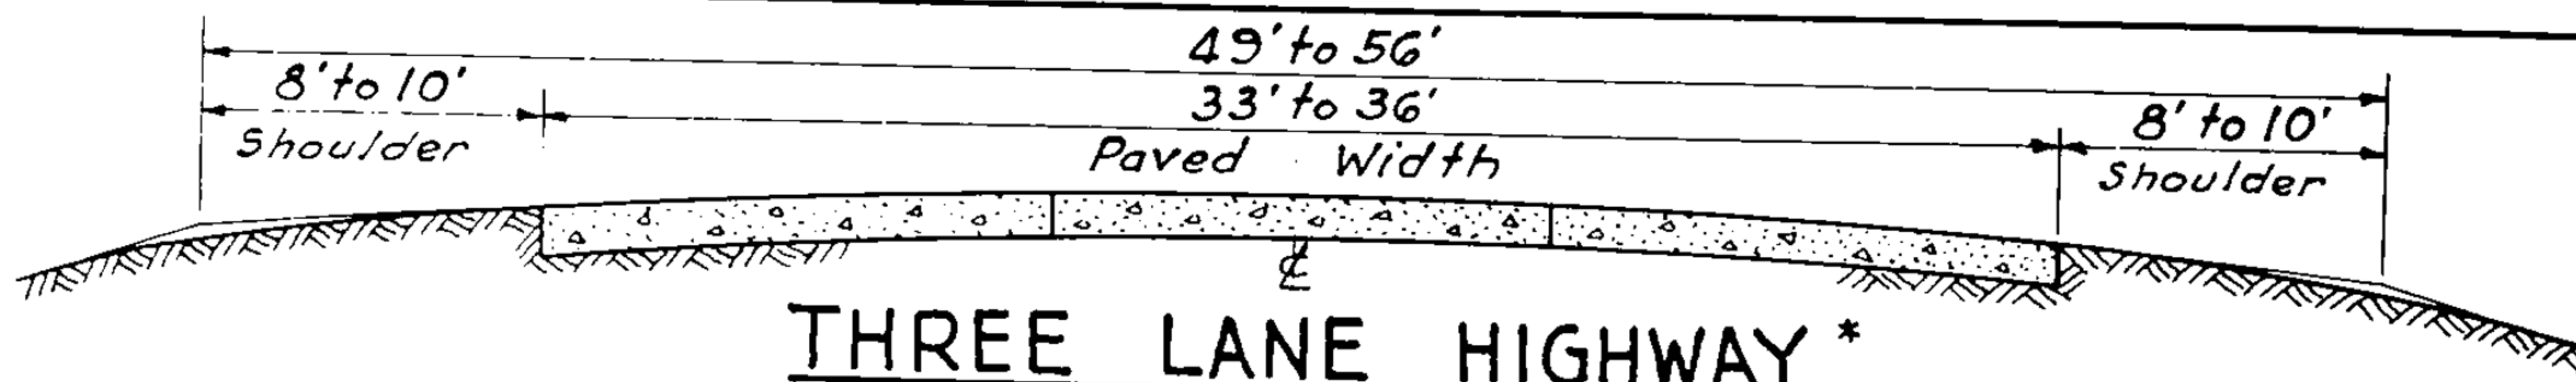 49' to 56'
8' to 10'
33' to 36'
8' to 10'
Shoulder
Paved Width
Shoulder
℄
THREE LANE HIGHWAY*